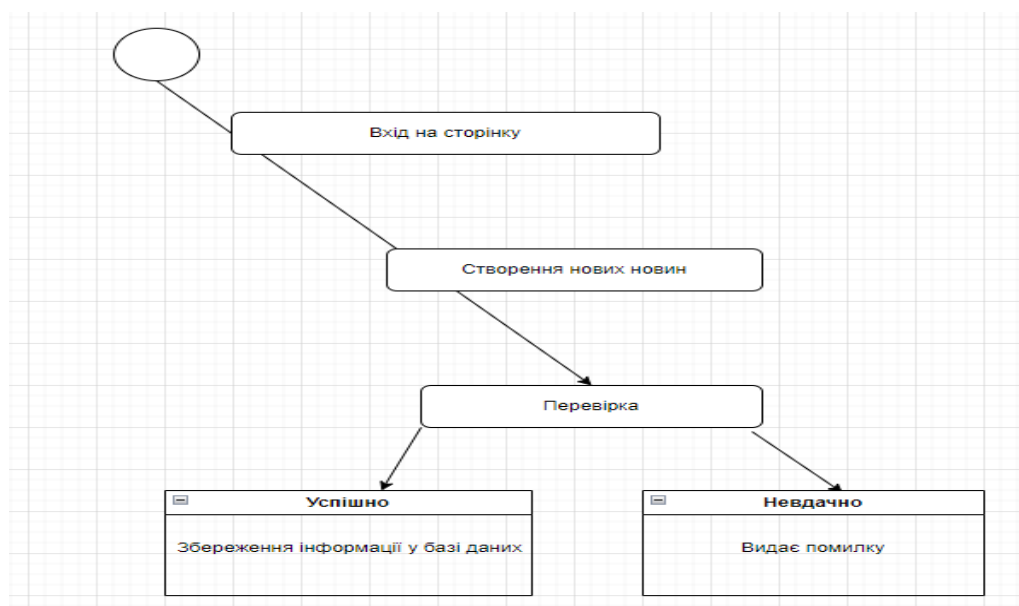 Вхід на сторінку
Створення нових новин
Перевірка
Успішно
Збереження інформації у базі даних
Невдачно
Видає помилку